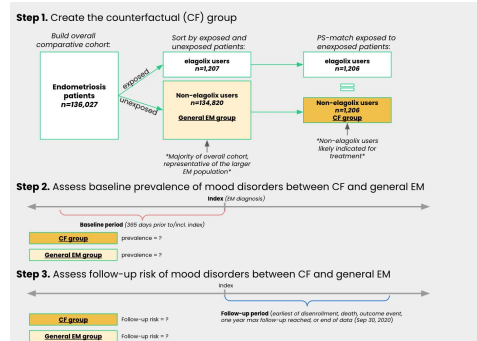 Step 1. Create the counterfactual (CF) group
Build overall
comparative cohort:
Sort by exposed and
unexposed patients:
PS-match exposed to
enexposed patients:
Endometriosis
patients
n=136,027
exposed
unexposed
elagolix users
n=1,207
elagolix users
n=1,206
Non-elagolix users
n=134,820
General EM group
Non-elagolix users
n=1,206
CF group
*Majority of overall cohort,
representative of the larger
EM population*
*Non-elagolix users
likely indicated for
treatment*
Step 2. Assess baseline prevalence of mood disorders between CF and general EM
Index (EM diagnosis)
Baseline period (365 days prior to/incl. index)
CF group prevalence = ?
General EM group prevalence = ?
Step 3. Assess follow-up risk of mood disorders between CF and general EM
Index
Follow-up period (earliest of disenrollment, death, outcome event,
one year max follow-up reached, or end of data (Sep 30, 2020)
CF group Follow-up risk = ?
General EM group Follow-up risk = ?